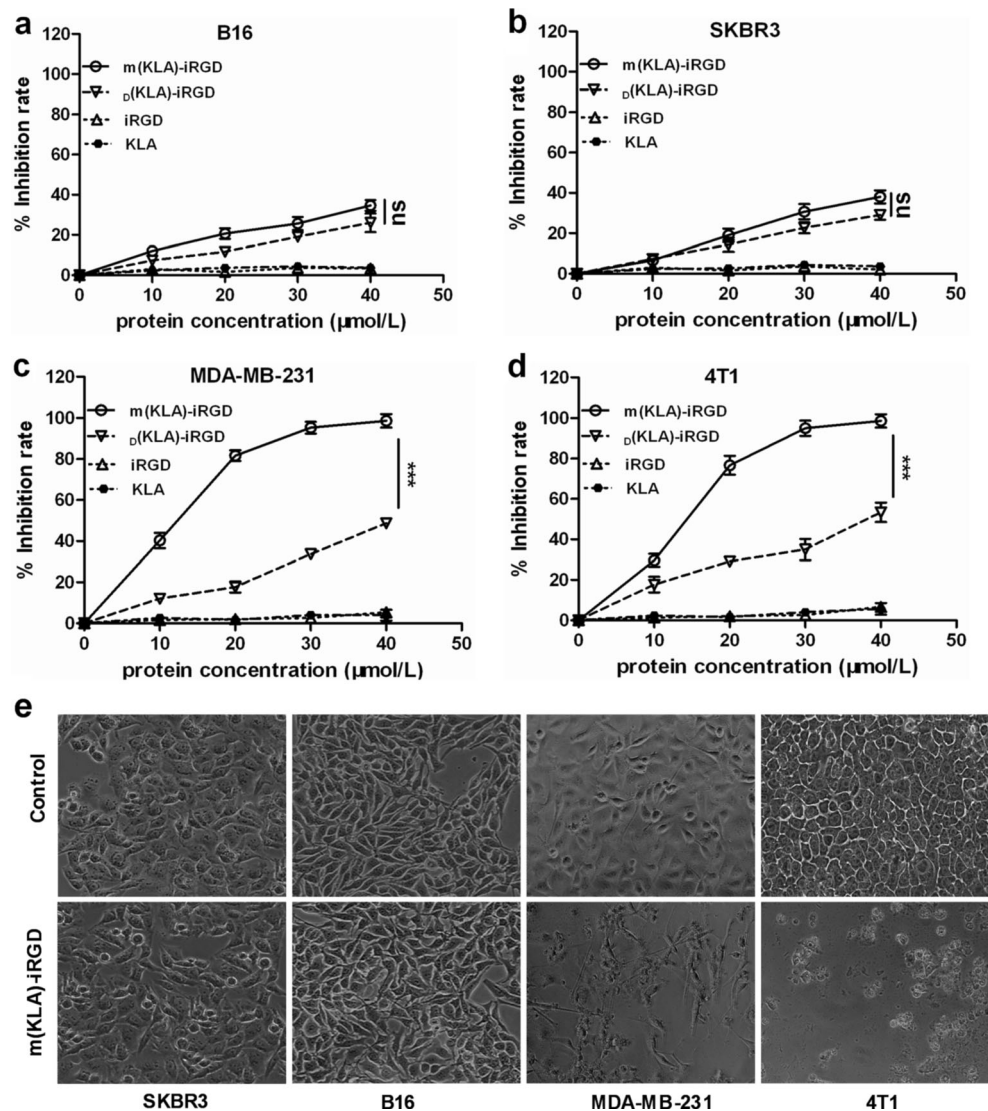 a
B16
m(KLA)-iRGD
D(KLA)-iRGD
iRGD
KLA
% Inhibition rate
120
100
80
60
40
20
0
ns
0 10 20 30 40 50
protein concentration (µmol/L)
b
SKBR3
m(KLA)-iRGD
D(KLA)-iRGD
iRGD
KLA
% Inhibition rate
120
100
80
60
40
20
0
ns
0 10 20 30 40 50
protein concentration (µmol/L)
c
MDA-MB-231
m(KLA)-iRGD
D(KLA)-iRGD
iRGD
KLA
% Inhibition rate
120
100
80
60
40
20
0
***
0 10 20 30 40 50
protein concentration (µmol/L)
d
4T1
m(KLA)-iRGD
D(KLA)-iRGD
iRGD
KLA
% Inhibition rate
120
100
80
60
40
20
0
***
0 10 20 30 40 50
protein concentration (µmol/L)
e
Control
m(KLA)-iRGD
SKBR3 B16 MDA-MB-231 4T1